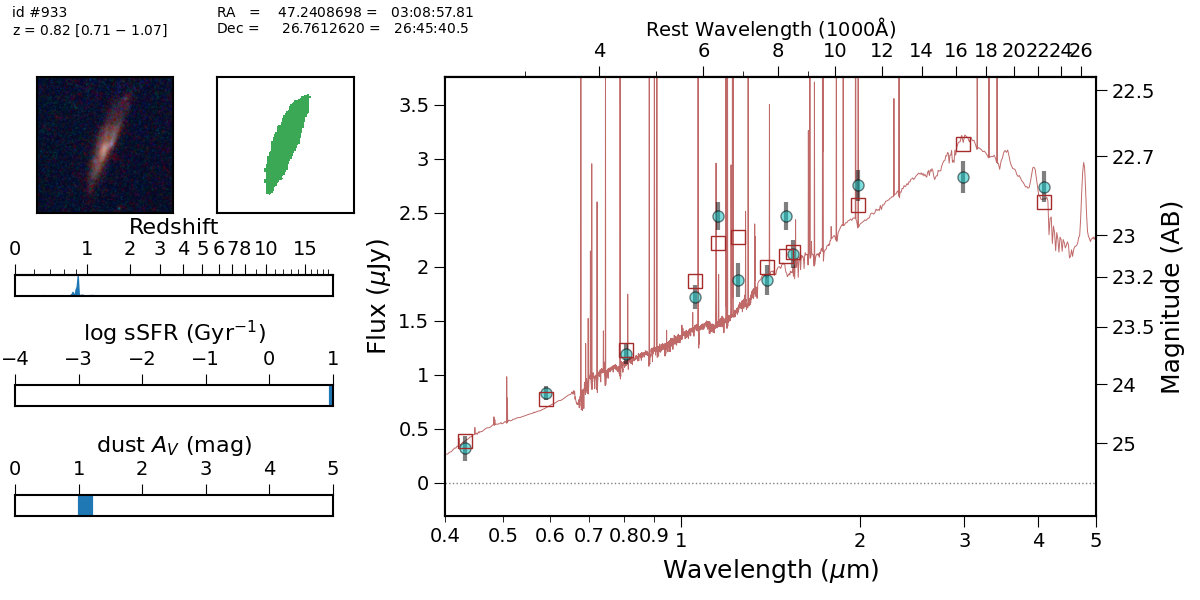 id #933
z = 0.82 [0.71 − 1.07]
RA = 47.2408698 = 03:08:57.81
Dec = 26.7612620 = 26:45:40.5
Redshift
0 1 2 3 4 5 6 7 8 10 15
log sSFR (Gyr⁻¹)
−4 −3 −2 −1 0 1
dust A_V (mag)
0 1 2 3 4 5
Rest Wavelength (1000Å)
4 6 8 10 12 14 16 18 20 22 24 26
Flux (μJy)
3.5
3
2.5
2
1.5
1
0.5
0
22.5
22.7
23
23.2
23.5
24
25
Magnitude (AB)
0.4 0.5 0.6 0.7 0.8 0.9 1 2 3 4 5
Wavelength (μm)